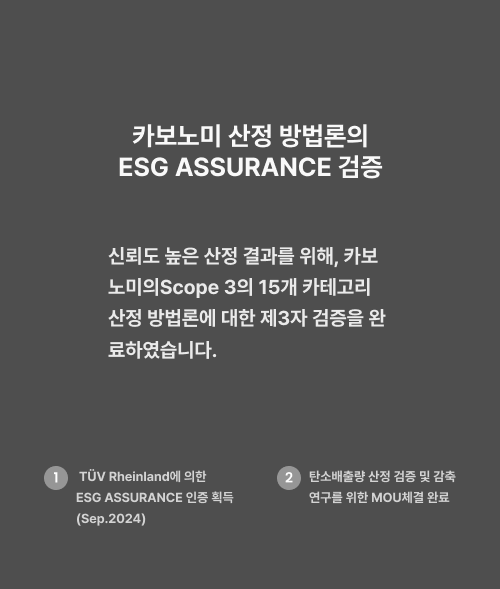 카보노미 산정 방법론의
ESG ASSURANCE 검증
신뢰도 높은 산정 결과를 위해, 카보
노미의Scope 3의 15개 카테고리
산정 방법론에 대한 제3자 검증을 완
료하였습니다.
1 TÜV Rheinland에 의한
ESG ASSURANCE 인증 획득
(Sep.2024)
2 탄소배출량 산정 검증 및 감축
연구를 위한 MOU체결 완료